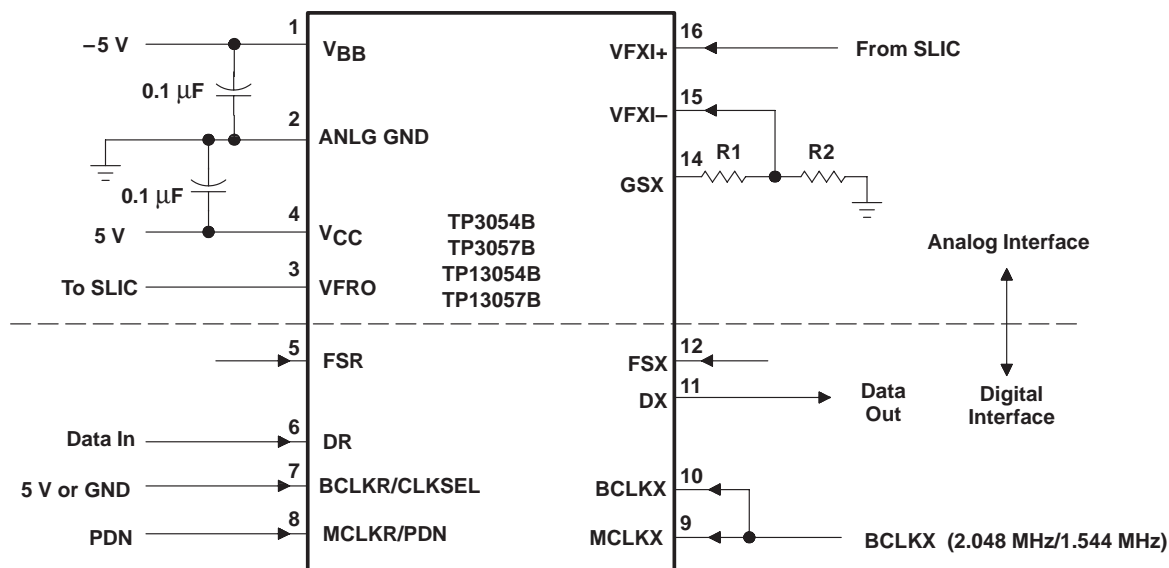 –5 V
1
VBB
0.1 μF
2
ANLG GND
0.1 μF
4
5 V
VCC
3
To SLIC
VFRO
TP3054B
TP3057B
TP13054B
TP13057B
16
VFXI+
From SLIC
15
VFXI–
14
R1
R2
GSX
Analog Interface
5
FSR
12
FSX
11
DX
Data
Out
Digital
Interface
6
Data In
DR
7
5 V or GND
BCLKR/CLKSEL
8
PDN
MCLKR/PDN
10
BCLKX
9
MCLKX
BCLKX (2.048 MHz/1.544 MHz)